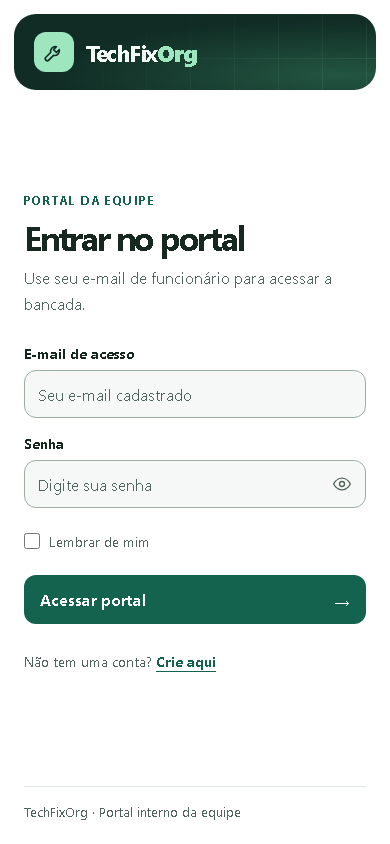 TechFixOrg
PORTAL DA EQUIPE
Entrar no portal
Use seu e-mail de funcionário para acessar a
bancada.
E-mail de acesso
Seu e-mail cadastrado
Senha
Digite sua senha
Lembrar de mim
Acessar portal →
Não tem uma conta? Crie aqui
TechFixOrg · Portal interno da equipe